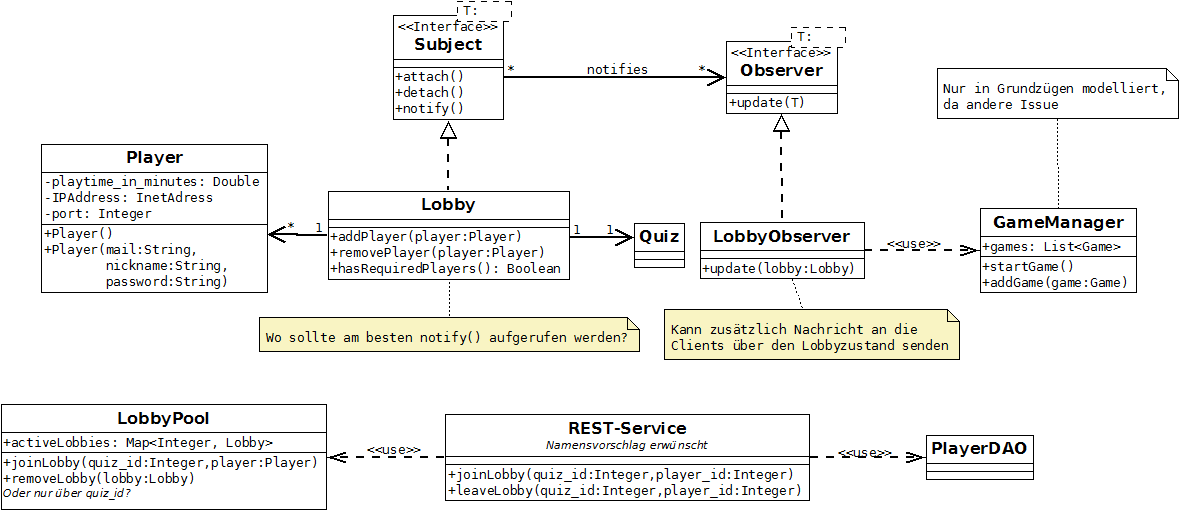 T:
<<Interface>>
Subject
+attach()
+detach()
+notify()
*
notifies
*
T:
<<Interface>>
Observer
+update(T)
Nur in Grundzügen modelliert,
da andere Issue
Player
-playtime_in_minutes: Double
-IPAddress: InetAdress
-port: Integer
+Player()
+Player(mail:String,
nickname:String,
password:String)
*
1
Lobby
+addPlayer(player:Player)
+removePlayer(player:Player)
+hasRequiredPlayers(): Boolean
1
1
Quiz
LobbyObserver
+update(lobby:Lobby)
<<use>>
GameManager
+games: List<Game>
+startGame()
+addGame(game:Game)
Wo sollte am besten notify() aufgerufen werden?
Kann zusätzlich Nachricht an die
Clients über den Lobbyzustand senden
LobbyPool
+activeLobbies: Map<Integer, Lobby>
+joinLobby(quiz_id:Integer,player:Player)
+removeLobby(lobby:Lobby)
Oder nur über quiz_id?
<<use>>
REST-Service
Namensvorschlag erwünscht
+joinLobby(quiz_id:Integer,player_id:Integer)
+leaveLobby(quiz_id:Integer,player_id:Integer)
<<use>>
PlayerDAO